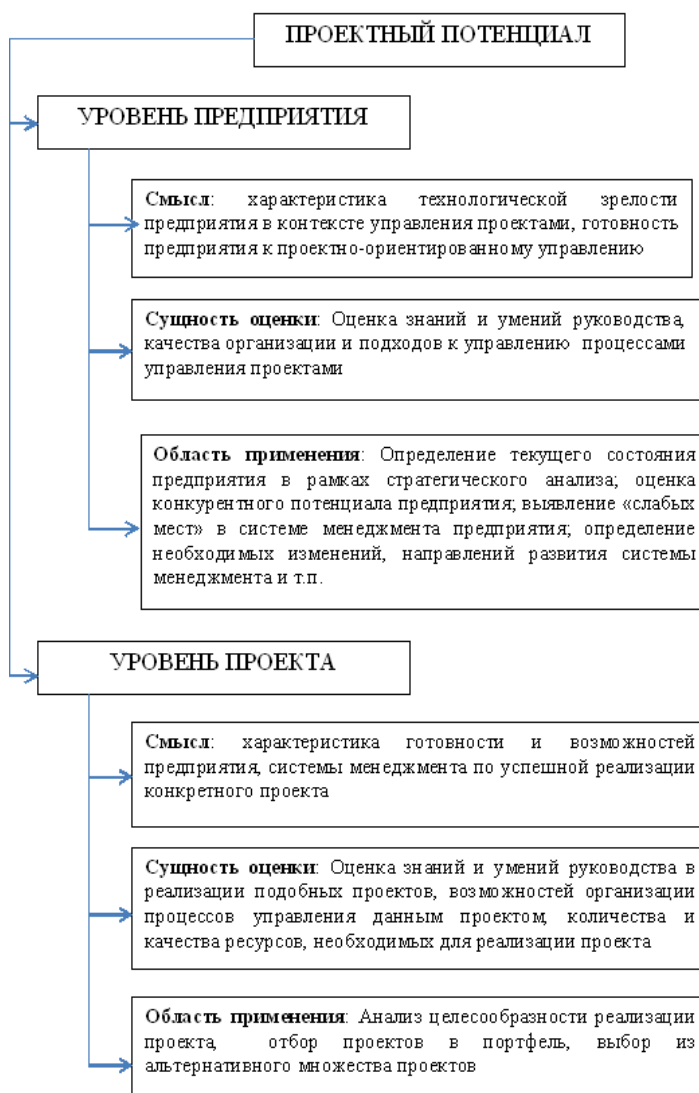 ПРОЕКТНЫЙ ПОТЕНЦИАЛ
УРОВЕНЬ ПРЕДПРИЯТИЯ
Смысл: характеристика технологической зрелости
предприятия в контексте управления проектами, готовность
предприятия к проектно-ориентированному управлению
Сущность оценки: Оценка знаний и умений руководства,
качества организации и подходов к управлению процессами
управления проектами
Область применения: Определение текущего состояния
предприятия в рамках стратегического анализа; оценка
конкурентного потенциала предприятия; выявление «слабых
мест» в системе менеджмента предприятия; определение
необходимых изменений, направлений развития системы
менеджмента и т.п.
УРОВЕНЬ ПРОЕКТА
Смысл: характеристика готовности и возможностей
предприятия, системы менеджмента по успешной реализации
конкретного проекта
Сущность оценки: Оценка знаний и умений руководства в
реализации подобных проектов, возможностей организации
процессов управления данным проектом, количества и
качества ресурсов, необходимых для реализации проекта
Область применения: Анализ целесообразности реализации
проекта, отбор проектов в портфель, выбор из
альтернативного множества проектов